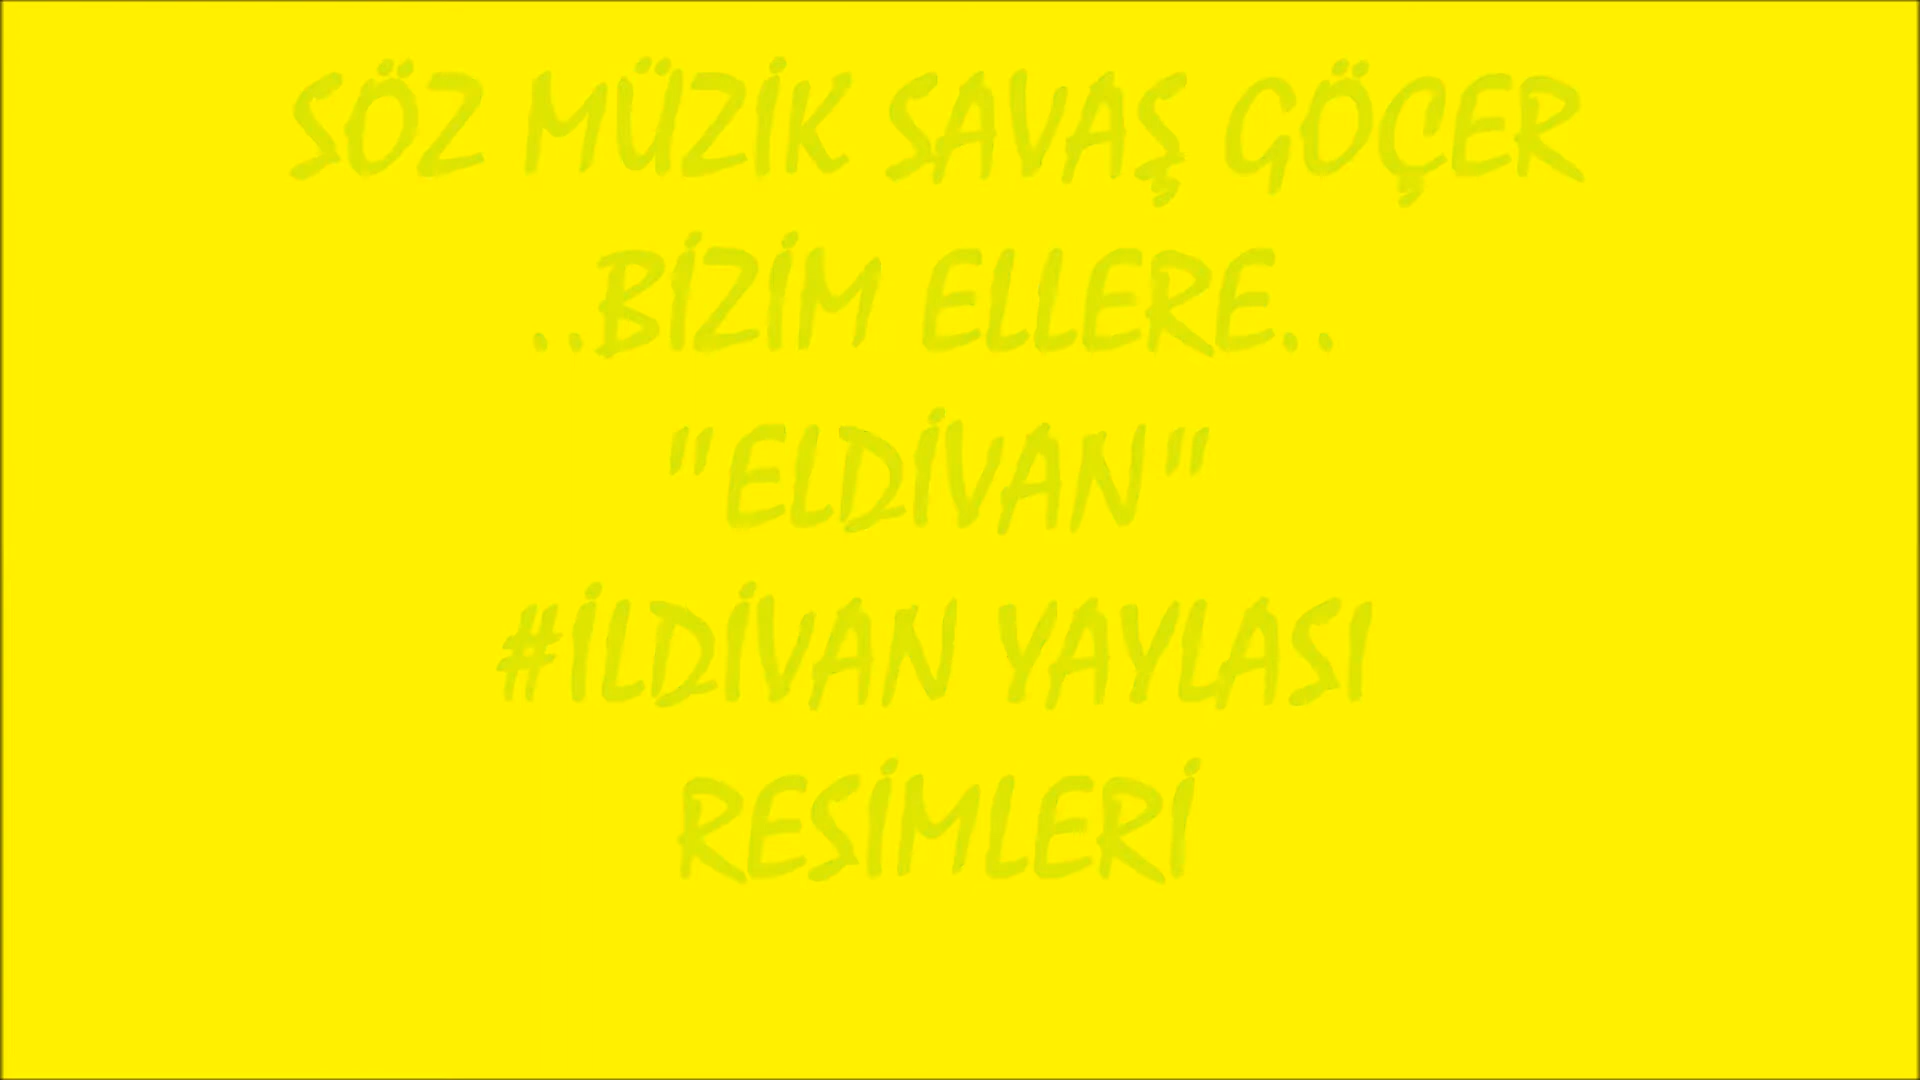 SÖZ MÜZİK SAVAŞ GÖÇER
..BİZİM ELLERE..
"ELDİVAN"
#İLDİVAN YAYLASI
RESİMLERİ